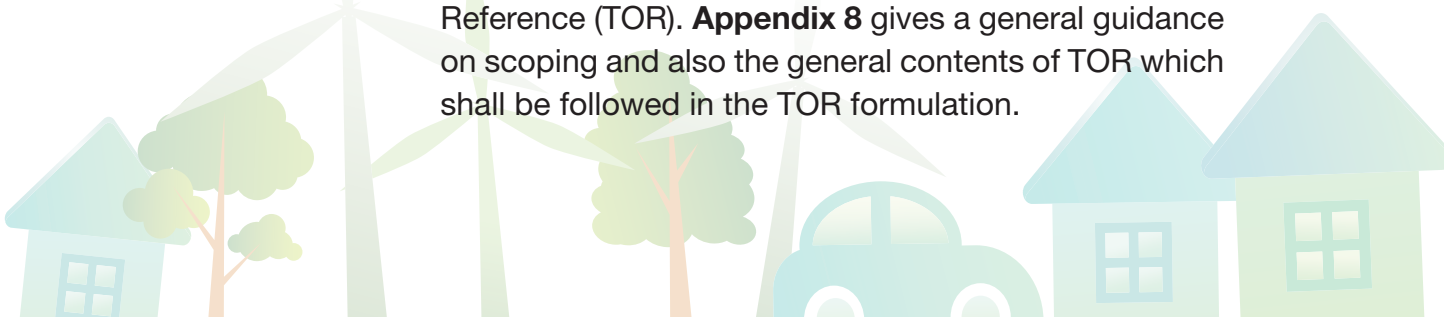 Reference (TOR). Appendix 8 gives a general guidance
on scoping and also the general contents of TOR which
shall be followed in the TOR formulation.